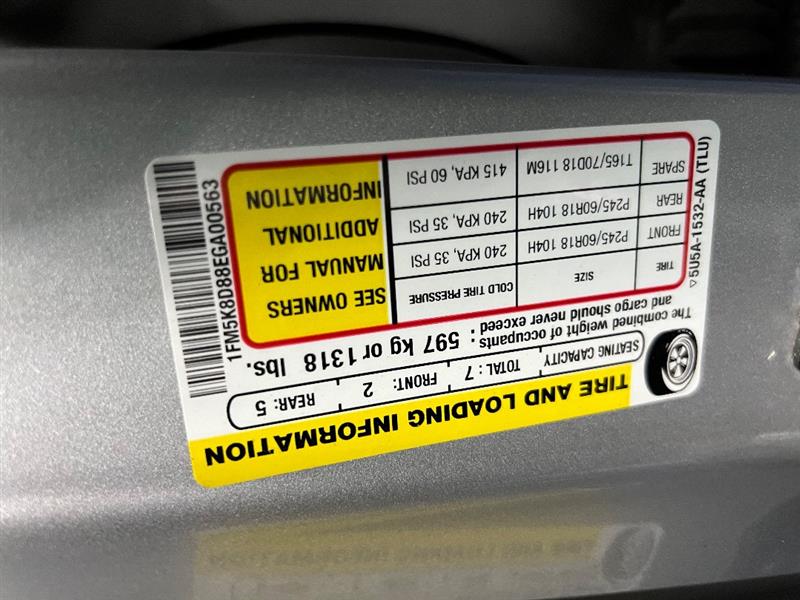 TIRE AND LOADING INFORMATION
SEATING CAPACITY TOTAL : 7 FRONT: 2 REAR: 5
The combined weight of occupants
and cargo should never exceed : 597 kg or 1318 lbs.
TIRE SIZE COLD TIRE PRESSURE
FRONT P245/60R18 104H 240 KPA, 35 PSI
REAR P245/60R18 104H 240 KPA, 35 PSI
SPARE T165/70D18 116M 415 KPA, 60 PSI
SEE OWNERS
MANUAL FOR
ADDITIONAL
INFORMATION
5U5A-1532-AA (TLU)
1FM5K8D88EGA00563